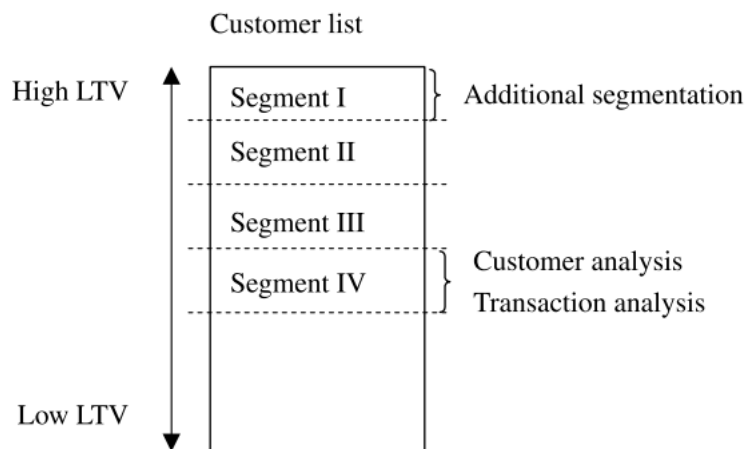 Customer list
High LTV
Segment I
Additional segmentation
Segment II
Segment III
Segment IV
Customer analysis
Transaction analysis
Low LTV